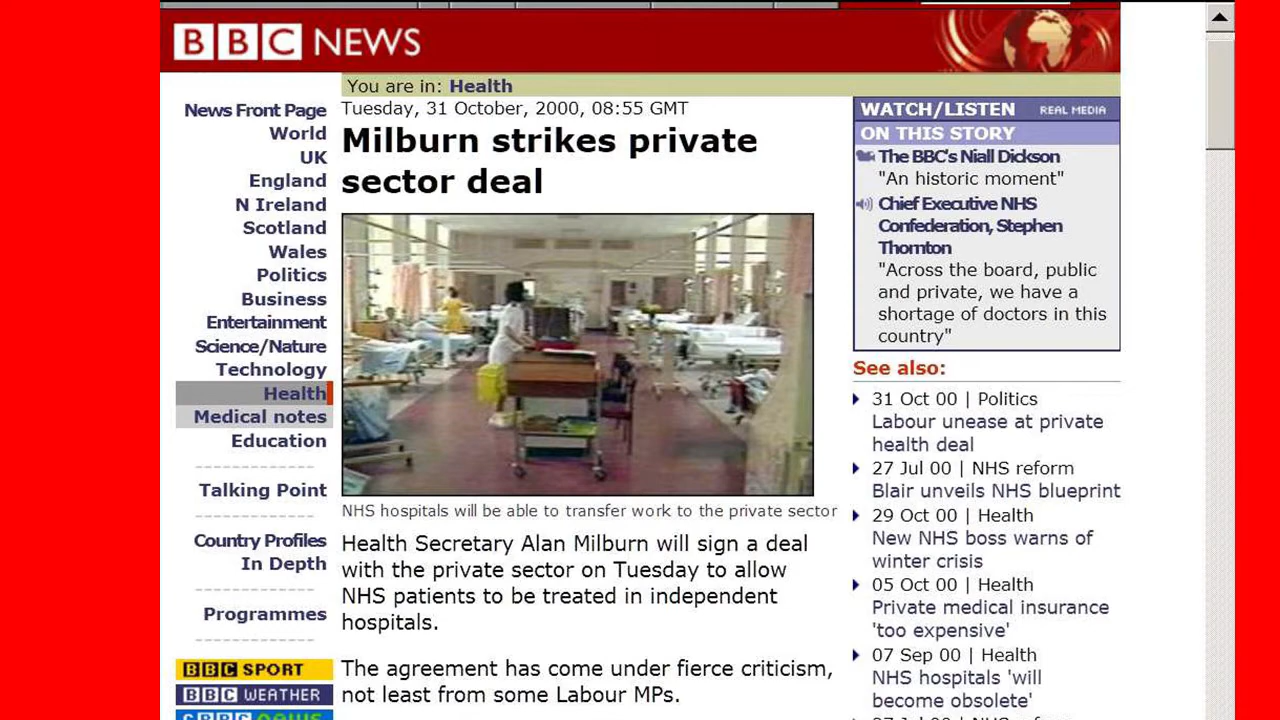 BBC NEWS
You are in: Health
News Front Page
World
UK
England
N Ireland
Scotland
Wales
Politics
Business
Entertainment
Science/Nature
Technology
Health
Medical notes
Education
Talking Point
Country Profiles
In Depth
Programmes
BBC SPORT
BBC WEATHER
CBBC NEWS
Tuesday, 31 October, 2000, 08:55 GMT
Milburn strikes private
sector deal
NHS hospitals will be able to transfer work to the private sector
Health Secretary Alan Milburn will sign a deal
with the private sector on Tuesday to allow
NHS patients to be treated in independent
hospitals.
The agreement has come under fierce criticism,
not least from some Labour MPs.
WATCH/LISTEN REAL MEDIA
ON THIS STORY
The BBC's Niall Dickson
"An historic moment"
Chief Executive NHS
Confederation, Stephen
Thornton
"Across the board, public
and private, we have a
shortage of doctors in this
country"
See also:
31 Oct 00 | Politics
Labour unease at private
health deal
27 Jul 00 | NHS reform
Blair unveils NHS blueprint
29 Oct 00 | Health
New NHS boss warns of
winter crisis
05 Oct 00 | Health
Private medical insurance
'too expensive'
07 Sep 00 | Health
NHS hospitals 'will
become obsolete'